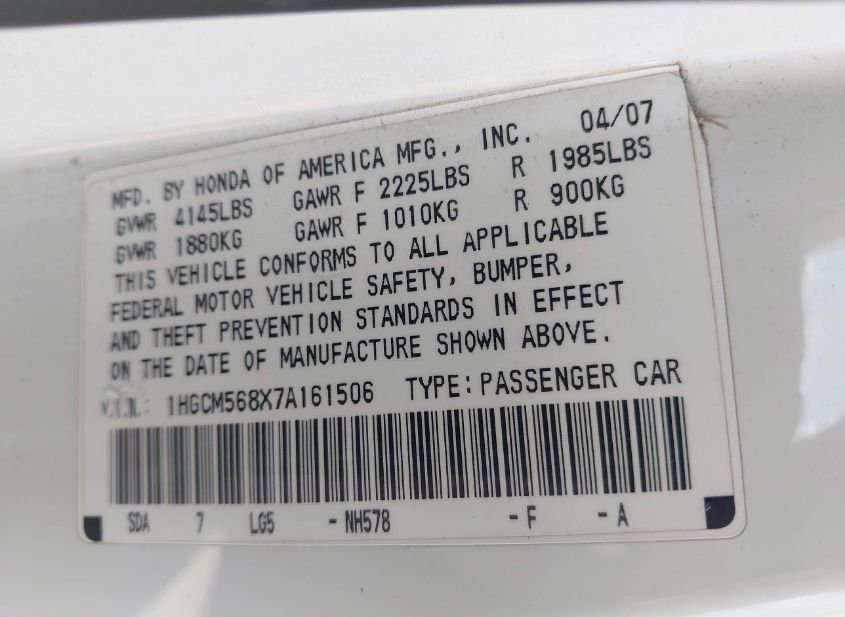 MFD. BY HONDA OF AMERICA MFG., INC. 04/07
GVWR 4145LBS GAWR F 2225LBS R 1985LBS
GVWR 1880KG GAWR F 1010KG R 900KG
THIS VEHICLE CONFORMS TO ALL APPLICABLE
FEDERAL MOTOR VEHICLE SAFETY, BUMPER,
AND THEFT PREVENTION STANDARDS IN EFFECT
ON THE DATE OF MANUFACTURE SHOWN ABOVE.
V.I.N.: 1HGCM568X7A161506 TYPE: PASSENGER CAR
SDA 7 LG5 - NH578 - F - A